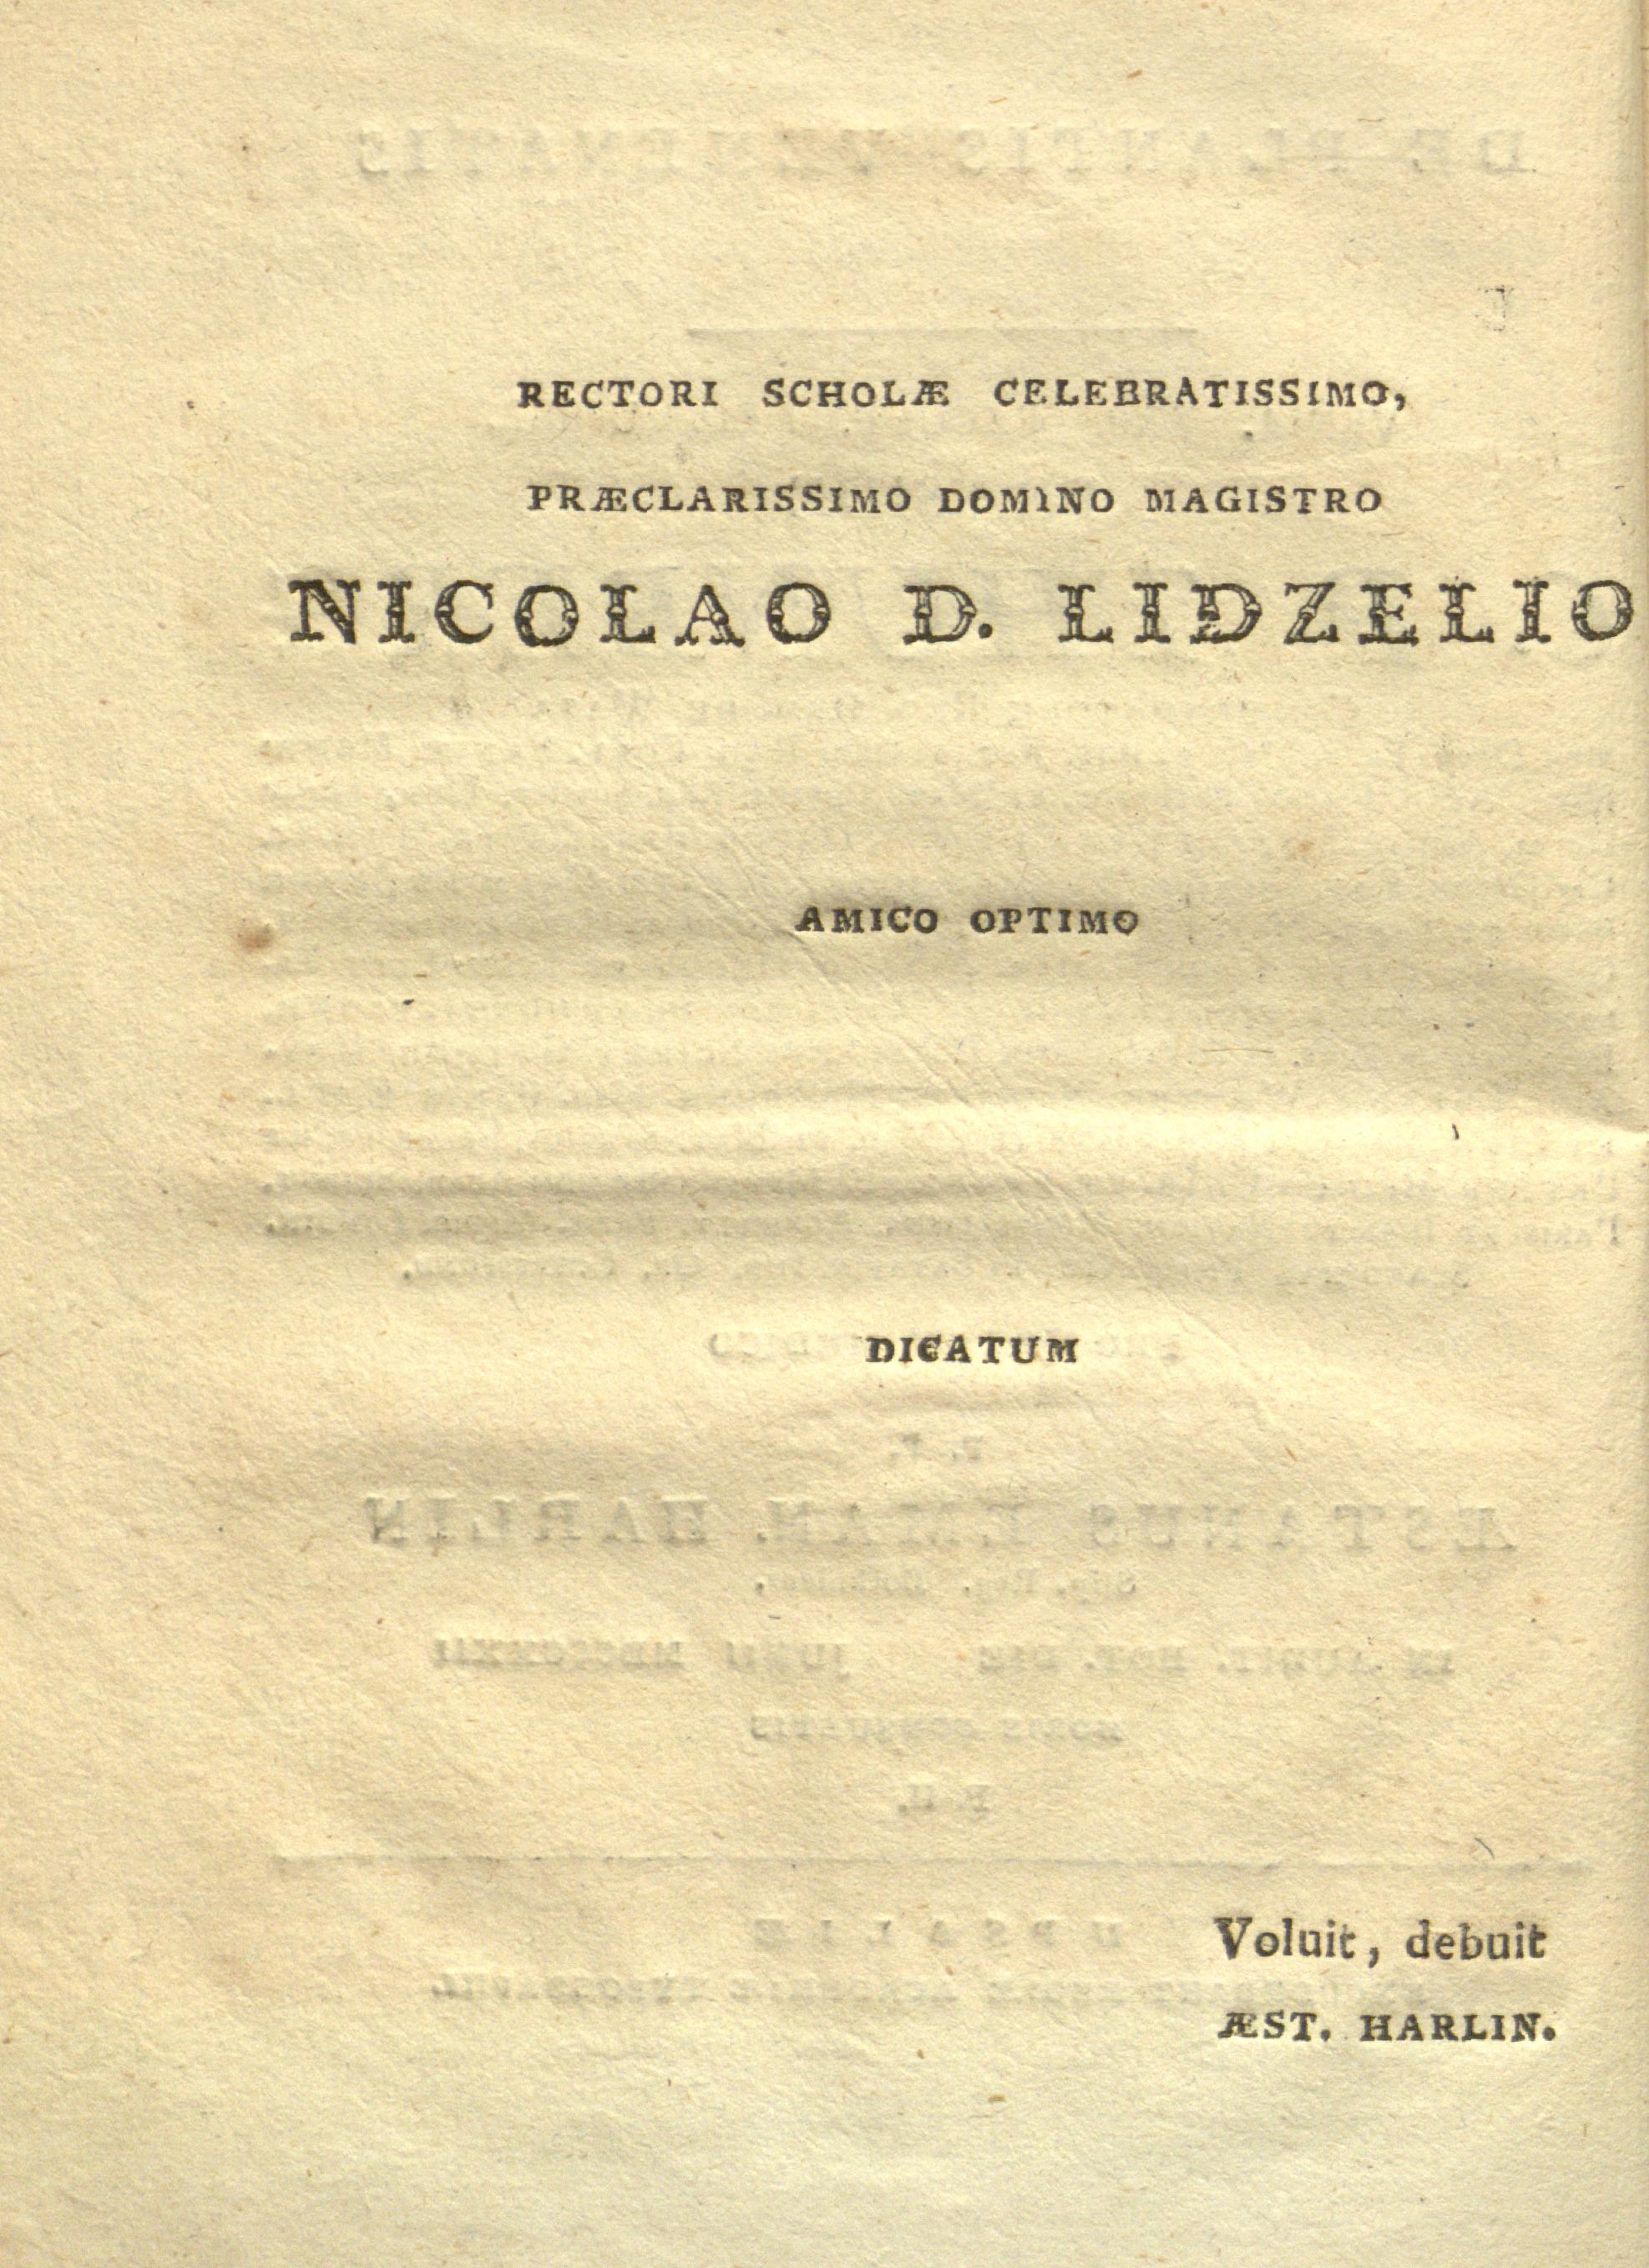 RECTORI SCHOLÆ CELEBRATISSIMO,
PRÆCLARISSIMO DOMINO MAGISTRO
NICOLAO D. LIDZELIO
AMICO OPTIMO
DICATUM
Voluit, debuit
ÆST. HARLIN.